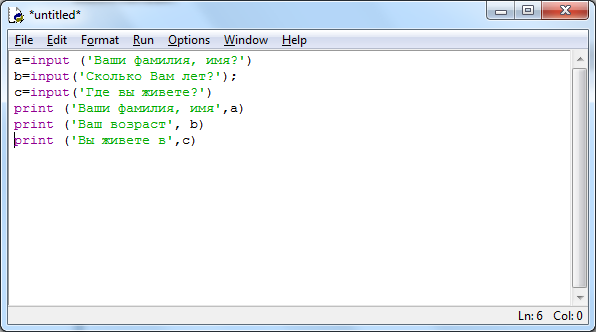 *untitled*
File Edit Format Run Options Window Help
a=input ('Ваши фамилия, имя?')
b=input('Сколько Вам лет?');
c=input('Где вы живете?')
print ('Ваши фамилия, имя',a)
print ('Ваш возраст', b)
print ('Вы живете в',c)
Ln: 6 Col: 0